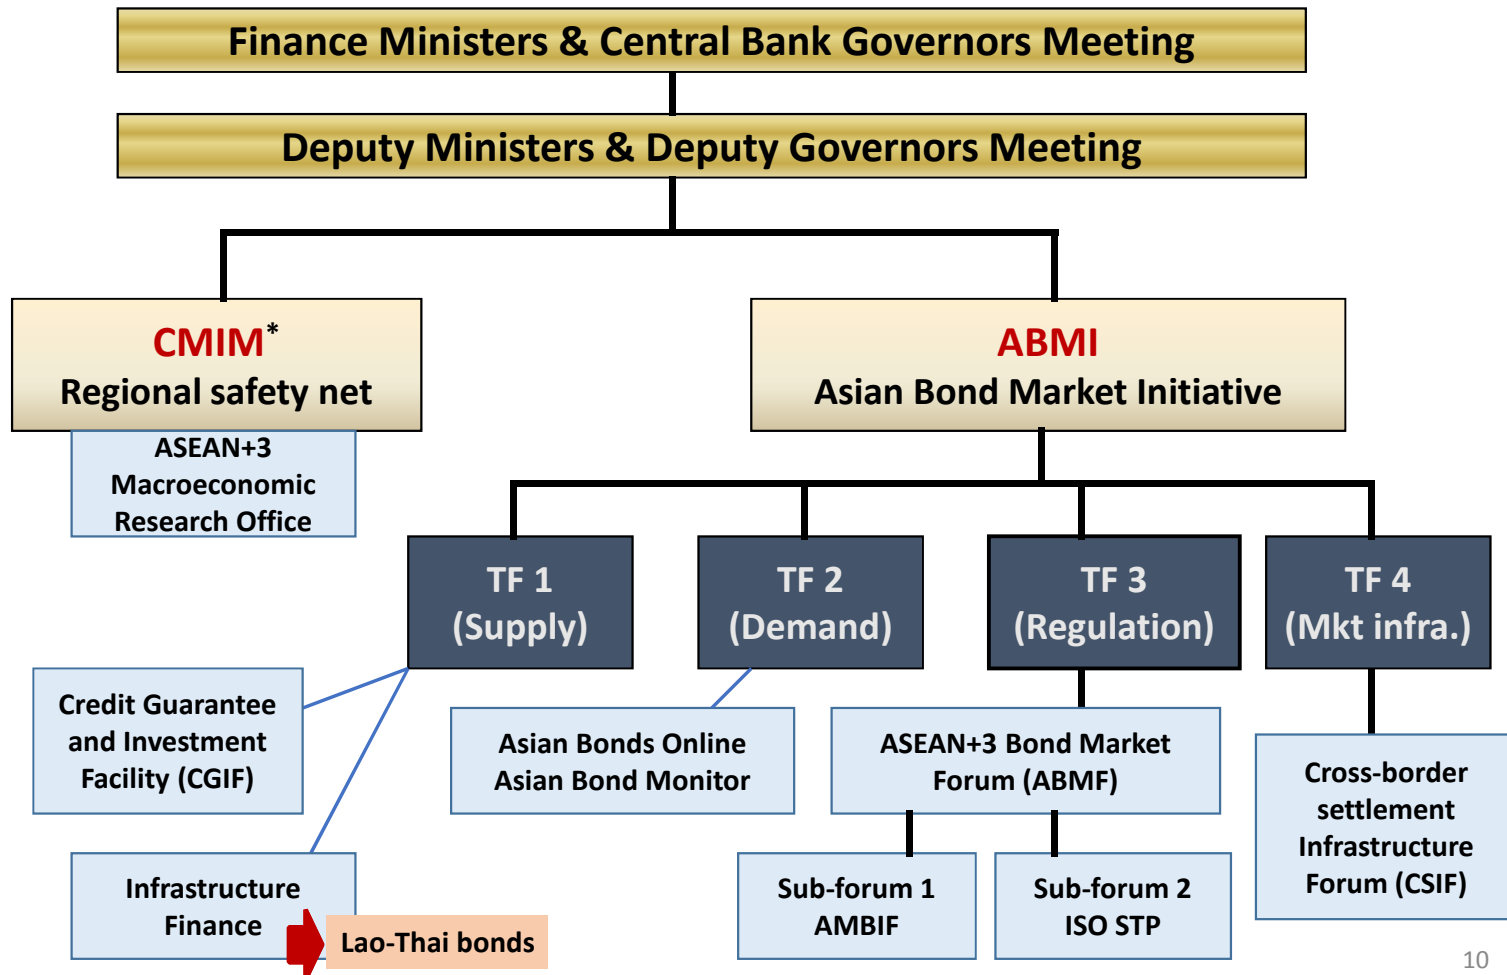 Finance Ministers & Central Bank Governors Meeting
Deputy Ministers & Deputy Governors Meeting
CMIM*
Regional safety net
ABMI
Asian Bond Market Initiative
ASEAN+3
Macroeconomic
Research Office
TF 1
(Supply)
TF 2
(Demand)
TF 3
(Regulation)
TF 4
(Mkt infra.)
Credit Guarantee
and Investment
Facility (CGIF)
Asian Bonds Online
Asian Bond Monitor
ASEAN+3 Bond Market
Forum (ABMF)
Cross-border
settlement
Infrastructure
Forum (CSIF)
Infrastructure
Finance
Lao-Thai bonds
Sub-forum 1
AMBIF
Sub-forum 2
ISO STP
10